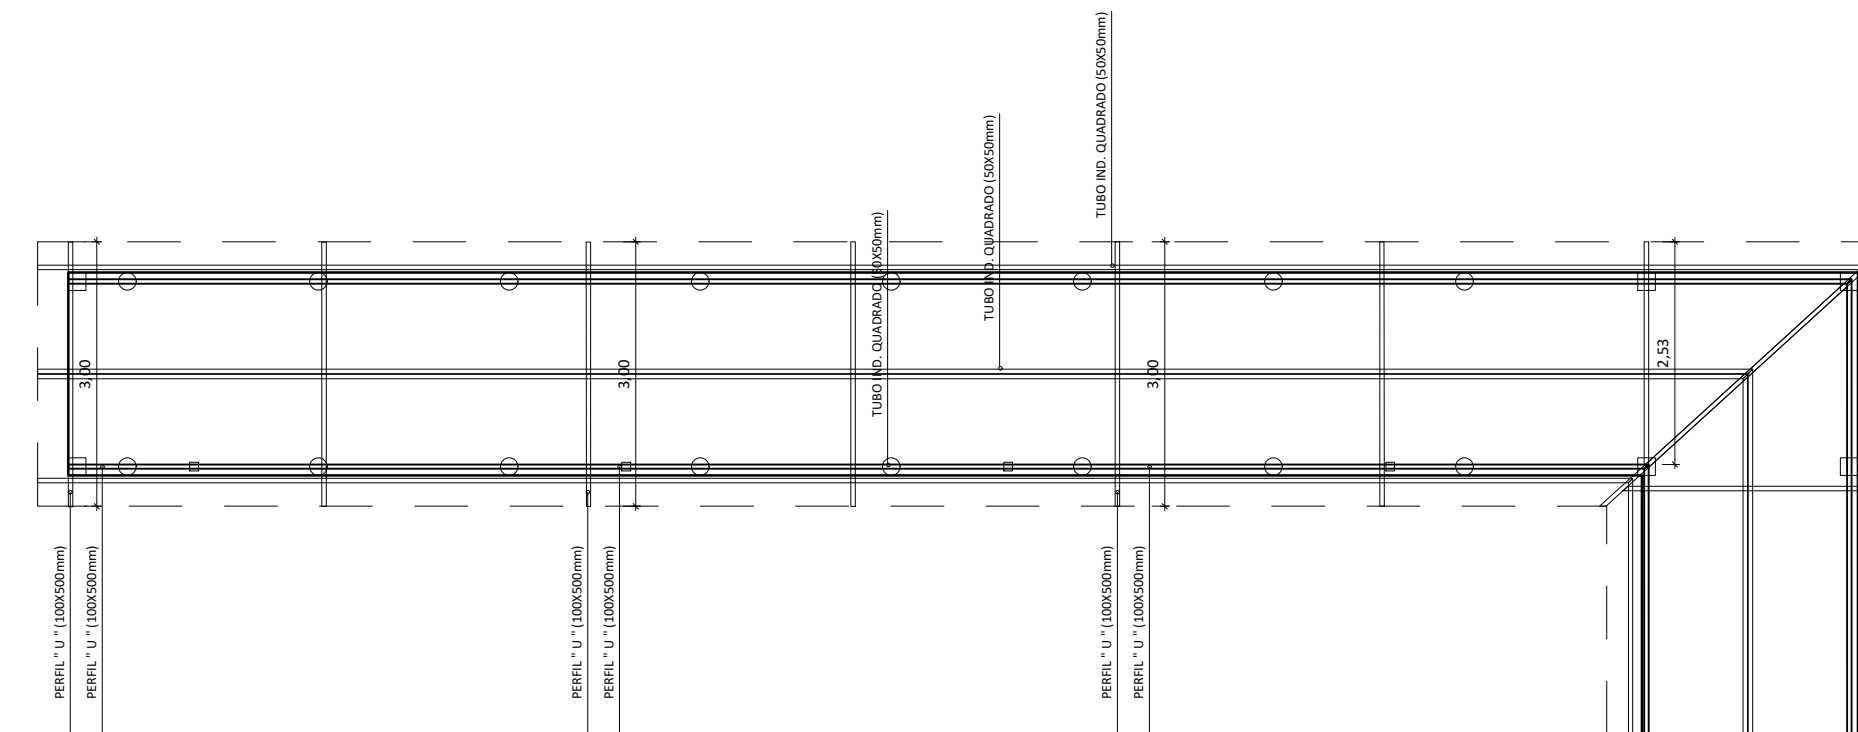 TUBO IND. QUADRADO (50X50mm)
TUBO IND. QUADRADO (50X50mm)
TUBO IND. QUADRADO (50X50mm)
3,00
3,00
3,00
2,53
PERFIL " U " (100X500mm)
PERFIL " U " (100X500mm)
PERFIL " U " (100X500mm)
PERFIL " U " (100X500mm)
PERFIL " U " (100X500mm)
PERFIL " U " (100X500mm)